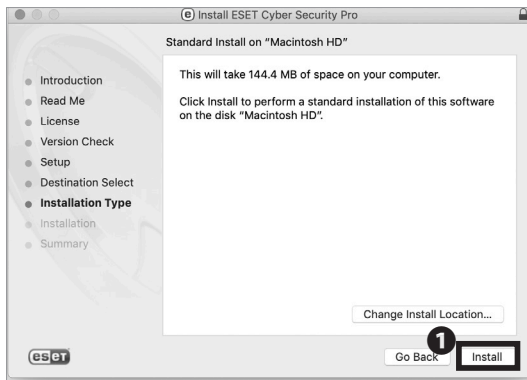 e Install ESET Cyber Security Pro
Standard Install on "Macintosh HD"
Introduction
Read Me
License
Version Check
Setup
Destination Select
Installation Type
Installation
Summary
This will take 144.4 MB of space on your computer.
Click Install to perform a standard installation of this software
on the disk "Macintosh HD".
Change Install Location...
1
eset
Go Back
Install